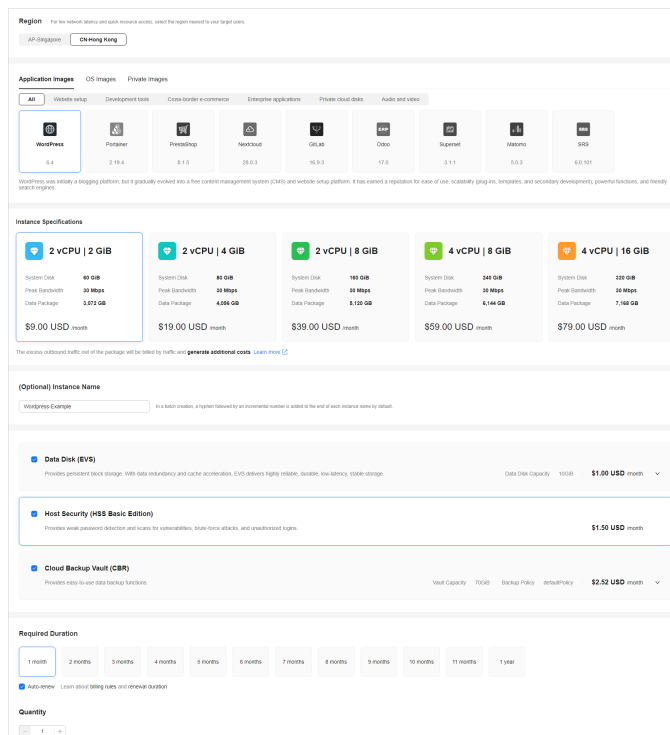 Region For low network latency and quick resource access, select the region nearest to your target users.
AP-Singapore CN-Hong Kong
Application Images OS Images Private Images
All Website setup Development tools Cross-border e-commerce Enterprise applications Private cloud disks Audio and video
ERP SRS
WordPress Portainer PrestaShop Nextcloud GitLab Odoo Superset Matomo SRS
6.4 2.19.4 8.1.5 28.0.3 16.9.3 17.0 3.1.1 5.0.3 6.0.101
WordPress was initially a blogging platform, but it gradually evolved into a free content management system (CMS) and website setup platform. It has earned a reputation for ease of use, scalability (plug-ins, templates, and secondary development), powerful functions, and friendly
search engines.
Instance Specifications
2 vCPU | 2 GiB 2 vCPU | 4 GiB 2 vCPU | 8 GiB 4 vCPU | 8 GiB 4 vCPU | 16 GiB
System Disk 60 GiB System Disk 80 GiB System Disk 160 GiB System Disk 240 GiB System Disk 320 GiB
Peak Bandwidth 30 Mbps Peak Bandwidth 30 Mbps Peak Bandwidth 30 Mbps Peak Bandwidth 30 Mbps Peak Bandwidth 30 Mbps
Data Package 3,072 GB Data Package 4,096 GB Data Package 5,120 GB Data Package 6,144 GB Data Package 7,168 GB
$9.00 USD /month $19.00 USD /month $39.00 USD /month $59.00 USD /month $79.00 USD /month
The excess outbound traffic out of the package will be billed by traffic and generate additional costs. Learn more
(Optional) Instance Name
Wordpress-Example In a batch creation, a hyphen followed by an incremental number is added to the end of each instance name by default.
Data Disk (EVS)
Provides persistent block storage. With data redundancy and cache acceleration, EVS delivers highly reliable, durable, low-latency, stable storage. Data Disk Capacity 10GiB $1.00 USD /month
Host Security (HSS Basic Edition)
Provides weak password detection and scans for vulnerabilities, brute-force attacks, and unauthorized logins. $1.50 USD /month
Cloud Backup Vault (CBR)
Provides easy-to-use data backup functions. Vault Capacity 70GiB Backup Policy defaultPolicy $2.52 USD /month
Required Duration
1 month 2 months 3 months 4 months 5 months 6 months 7 months 8 months 9 months 10 months 11 months 1 year
Auto-renew Learn about billing rules and renewal duration
Quantity
− 1 +